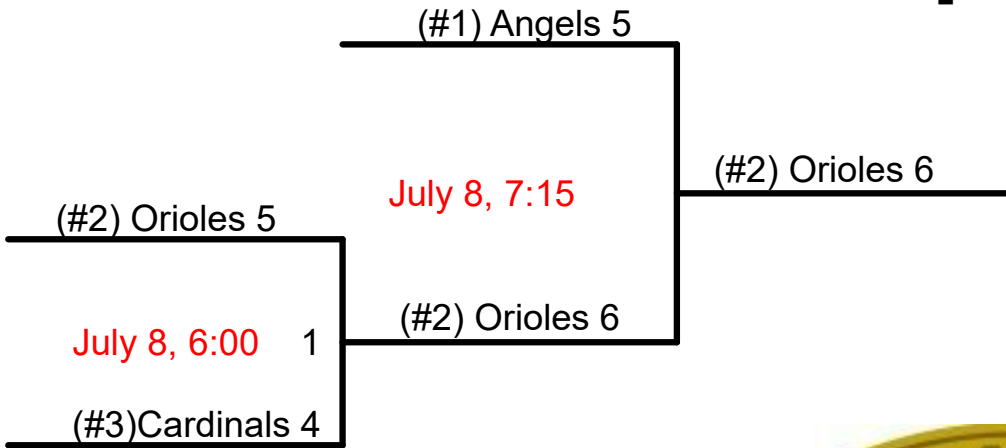 (#1) Angels 5
(#2) Orioles 6
July 8, 7:15
(#2) Orioles 5
(#2) Orioles 6
July 8, 6:00 1
(#3)Cardinals 4